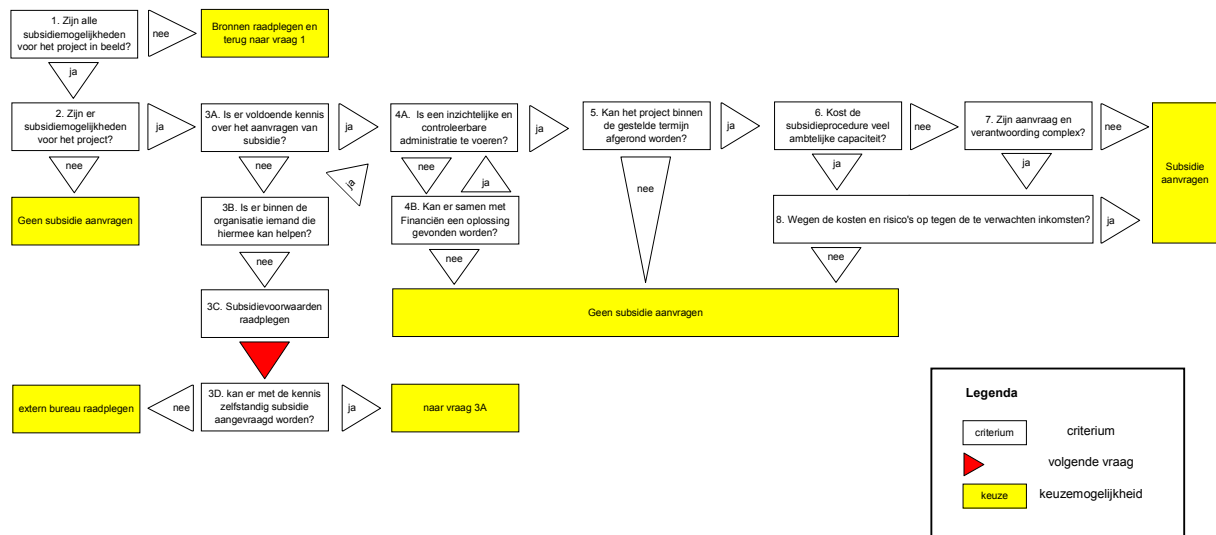 1. Zijn alle
subsidiemogelijkheden
voor het project in beeld?
nee
Bronnen raadplegen en
terug naar vraag 1
ja
2. Zijn er
subsidiemogelijkheden
voor het project?
ja
3A. Is er voldoende kennis
over het aanvragen van
subsidie?
ja
4A. Is een inzichtelijke en
controleerbare
administratie te voeren?
ja
5. Kan het project binnen
de gestelde termijn
afgerond worden?
ja
6. Kost de
subsidieprocedure veel
ambtelijke capaciteit?
nee
7. Zijn aanvraag en
verantwoording complex?
nee
Subsidie
aanvragen
nee
nee
ja
nee
ja
nee
ja
ja
Geen subsidie aanvragen
3B. Is er binnen de
organisatie iemand die
hiermee kan helpen?
4B. Kan er samen met
Financiën een oplossing
gevonden worden?
8. Wegen de kosten en risico's op tegen de te verwachten inkomsten?
ja
nee
nee
nee
3C. Subsidievoorwaarden
raadplegen
Geen subsidie aanvragen
extern bureau raadplegen
nee
3D. kan er met de kennis
zelfstandig subsidie
aangevraagd worden?
ja
naar vraag 3A
Legenda
criterium
criterium
volgende vraag
keuze
keuzemogelijkheid